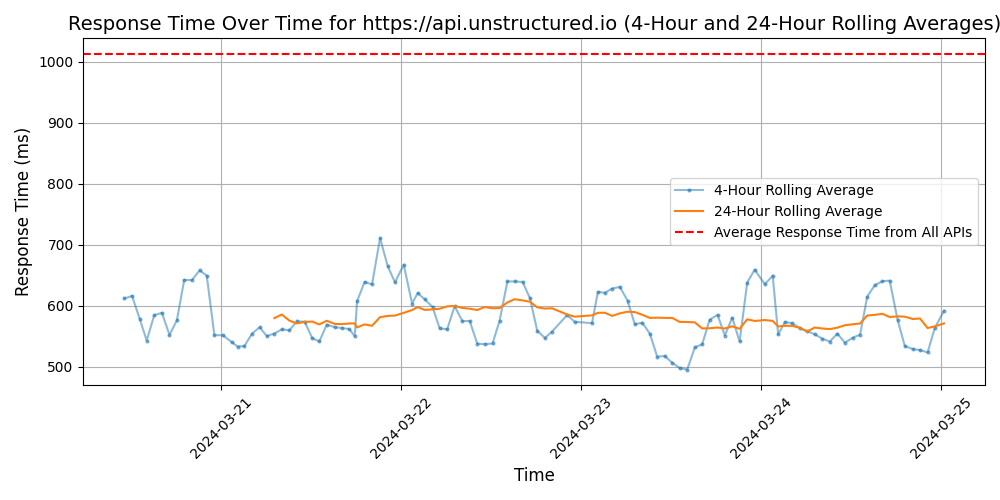 Response Time Over Time for https://api.unstructured.io (4-Hour and 24-Hour Rolling Averages)
Response Time (ms)
1000
900
800
700
600
500
4-Hour Rolling Average
24-Hour Rolling Average
Average Response Time from All APIs
2024-03-21
2024-03-22
2024-03-23
2024-03-24
2024-03-25
Time